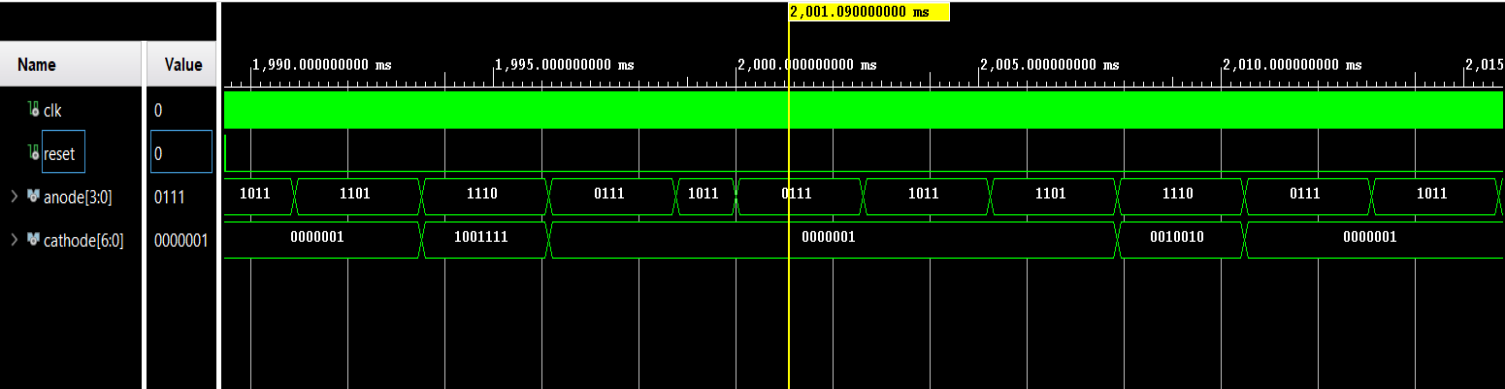 2,001.090000000 ms
Name Value
1,990.000000000 ms 1,995.000000000 ms 2,000.000000000 ms 2,005.000000000 ms 2,010.000000000 ms 2,015
clk 0
reset 0
anode[3:0] 0111 1011 1101 1110 0111 1011 0111 1011 1101 1110 0111 1011
cathode[6:0] 0000001 0000001 1001111 0000001 0010010 0000001